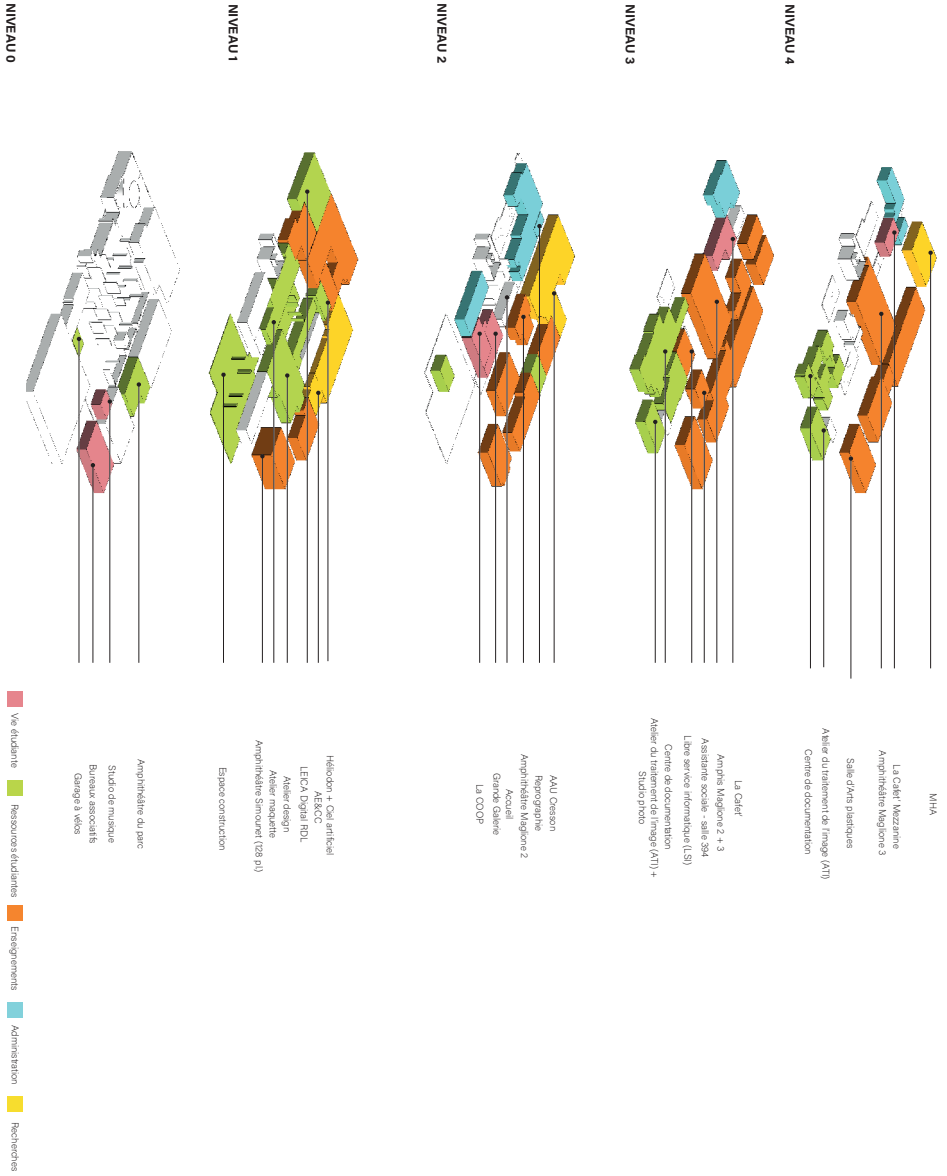 NIVEAU 4
MHA
La Cafet' Mezzanine
Amphithéâtre Maglione 3
Salle d'Arts plastiques
Atelier du traitement de l'image (ATI)
Centre de documentation
NIVEAU 3
La Cafet'
Amphis Maglione 2 + 3
Assistante sociale - salle 394
Libre service informatique (LSI)
Centre de documentation
Atelier du traitement de l'image (ATI) +
Studio photo
NIVEAU 2
AAU Cresson
Reprographie
Amphithéâtre Maglione 2
Accueil
Grande Galerie
La COOP
NIVEAU 1
Héliodon + Ciel artificiel
AE&CC
LEICA Digital RDL
Atelier design
Atelier maquette
Amphithéâtre Simounet (128 pl.)
Espace construction
NIVEAU 0
Amphithéâtre du parc
Studio de musique
Bureaux associatifs
Garage à vélos
Vie étudiante
Ressources étudiantes
Enseignements
Administration
Recherches